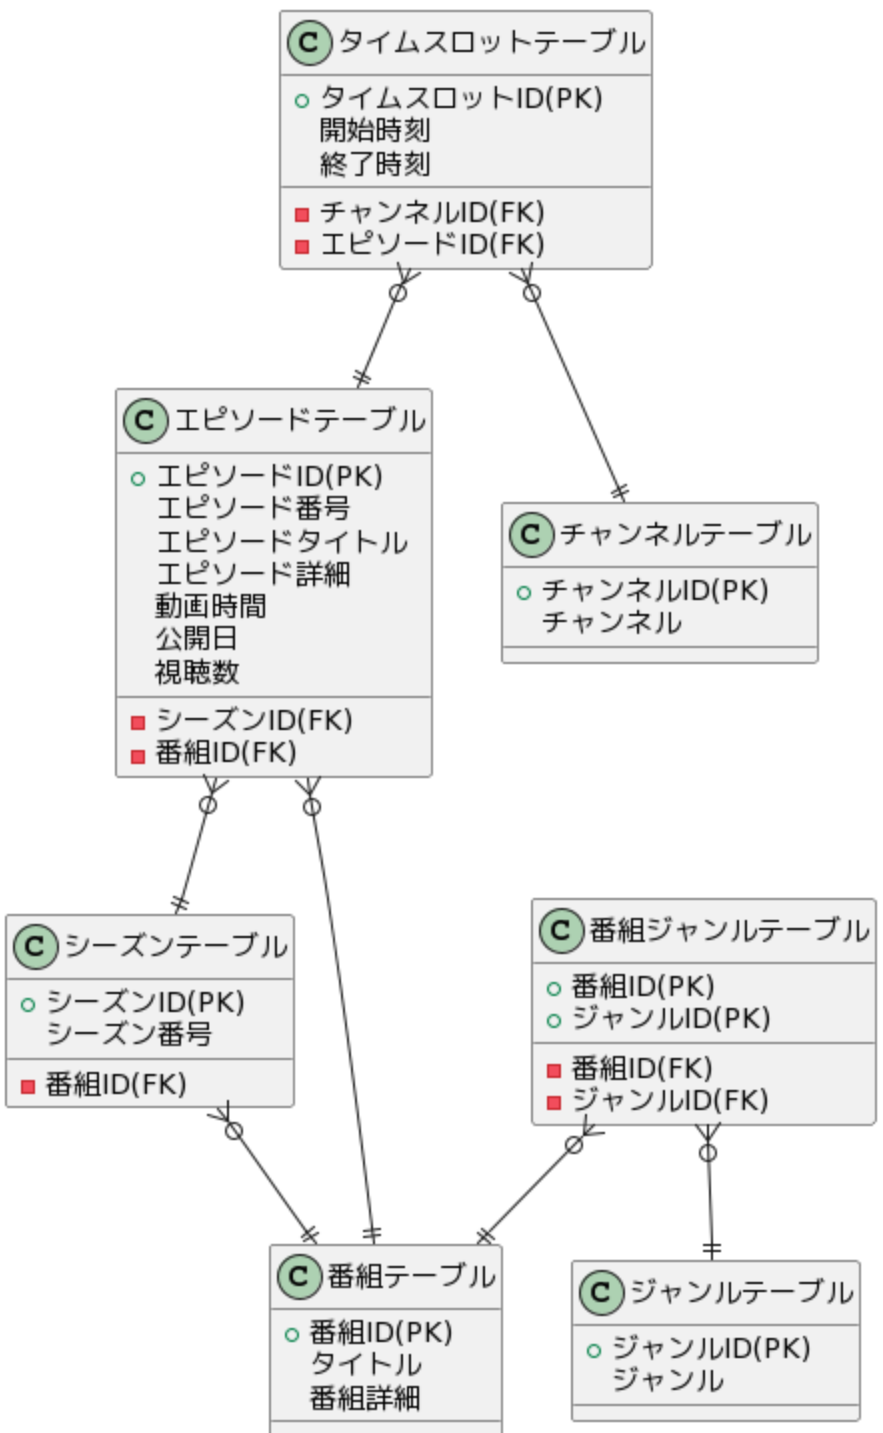 C タイムスロットテーブル
タイムスロットID(PK)
開始時刻
終了時刻
チャンネルID(FK)
エピソードID(FK)
C エピソードテーブル
エピソードID(PK)
エピソード番号
エピソードタイトル
エピソード詳細
動画時間
公開日
視聴数
シーズンID(FK)
番組ID(FK)
C チャンネルテーブル
チャンネルID(PK)
チャンネル
C シーズンテーブル
シーズンID(PK)
シーズン番号
番組ID(FK)
C 番組ジャンルテーブル
番組ID(PK)
ジャンルID(PK)
番組ID(FK)
ジャンルID(FK)
C 番組テーブル
番組ID(PK)
タイトル
番組詳細
C ジャンルテーブル
ジャンルID(PK)
ジャンル